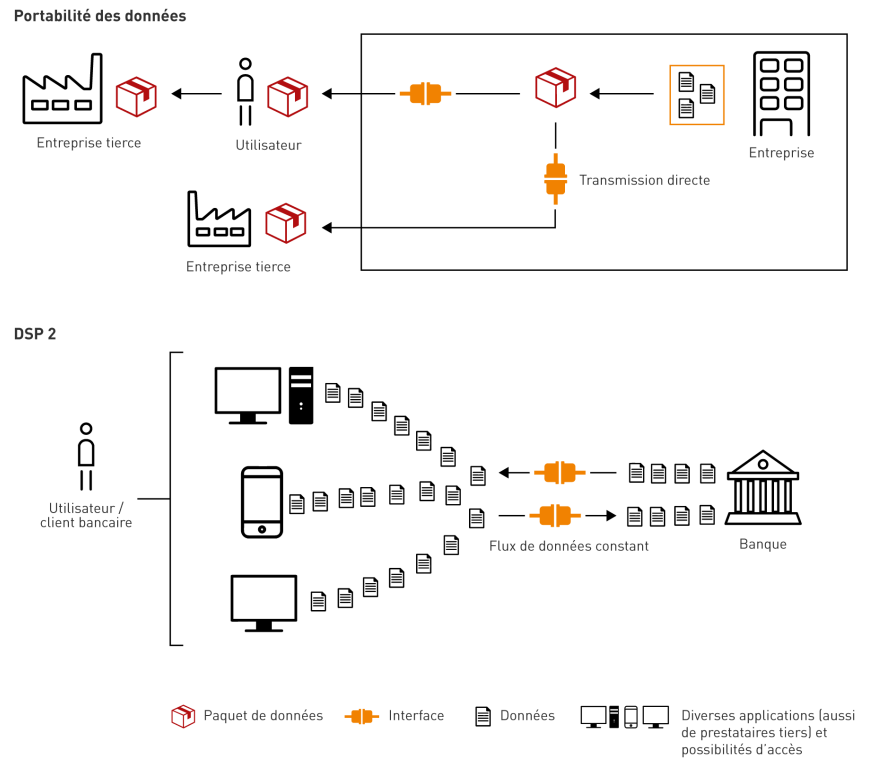 Portabilité des données
Entreprise tierce
Utilisateur
Entreprise
Transmission directe
Entreprise tierce
DSP 2
Utilisateur /
client bancaire
Flux de données constant
Banque
Paquet de données
Interface
Données
Diverses applications (aussi
de prestataires tiers) et
possibilités d'accès